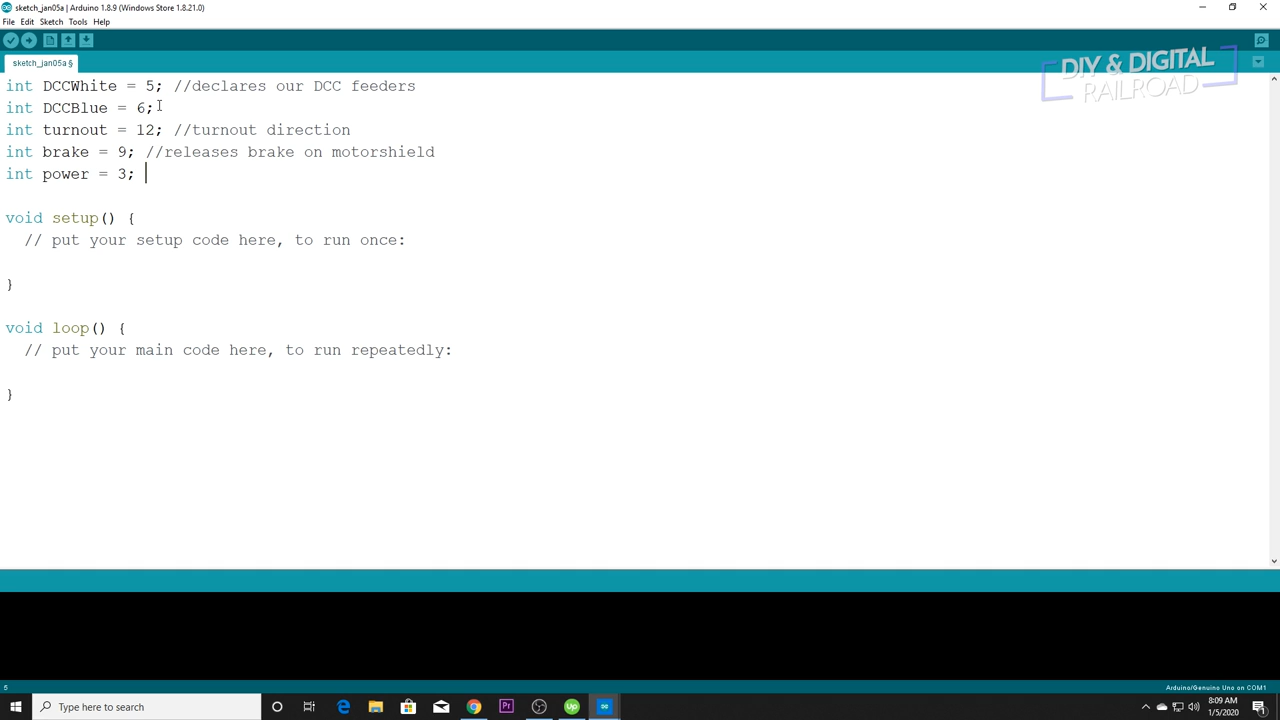 sketch_jan05a | Arduino 1.8.9 (Windows Store 1.8.21.0)
File Edit Sketch Tools Help
sketch_jan05a §
DIY & DIGITAL
RAILROAD
int DCCWhite = 5; //declares our DCC feeders
int DCCBlue = 6;
int turnout = 12; //turnout direction
int brake = 9; //releases brake on motorshield
int power = 3;
void setup() {
// put your setup code here, to run once:
}
void loop() {
// put your main code here, to run repeatedly:
}
5
Arduino/Genuino Uno on COM1
Type here to search
Pr
Up
8:09 AM
1/5/2020
1